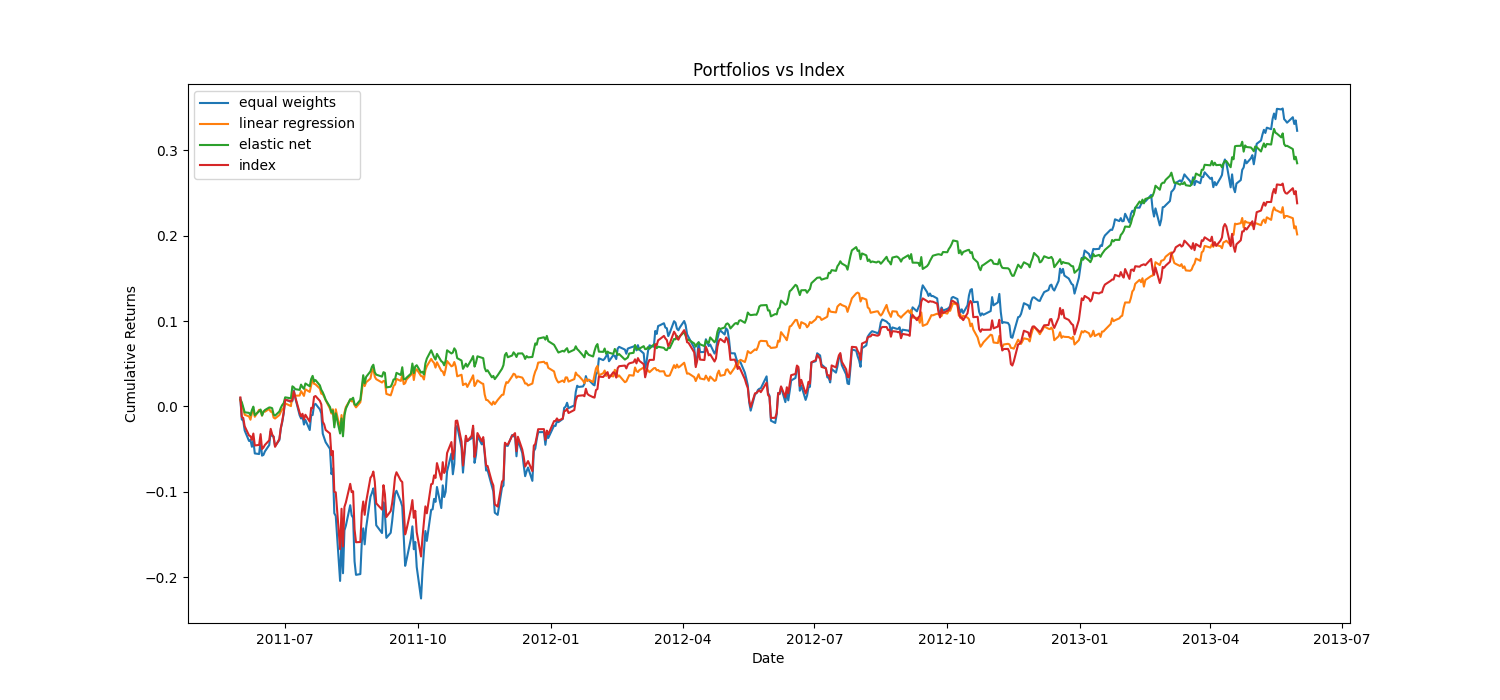 Portfolios vs Index
equal weights
linear regression
elastic net
index
Cumulative Returns
0.3
0.2
0.1
0.0
−0.1
−0.2
2011-07 2011-10 2012-01 2012-04 2012-07 2012-10 2013-01 2013-04 2013-07
Date